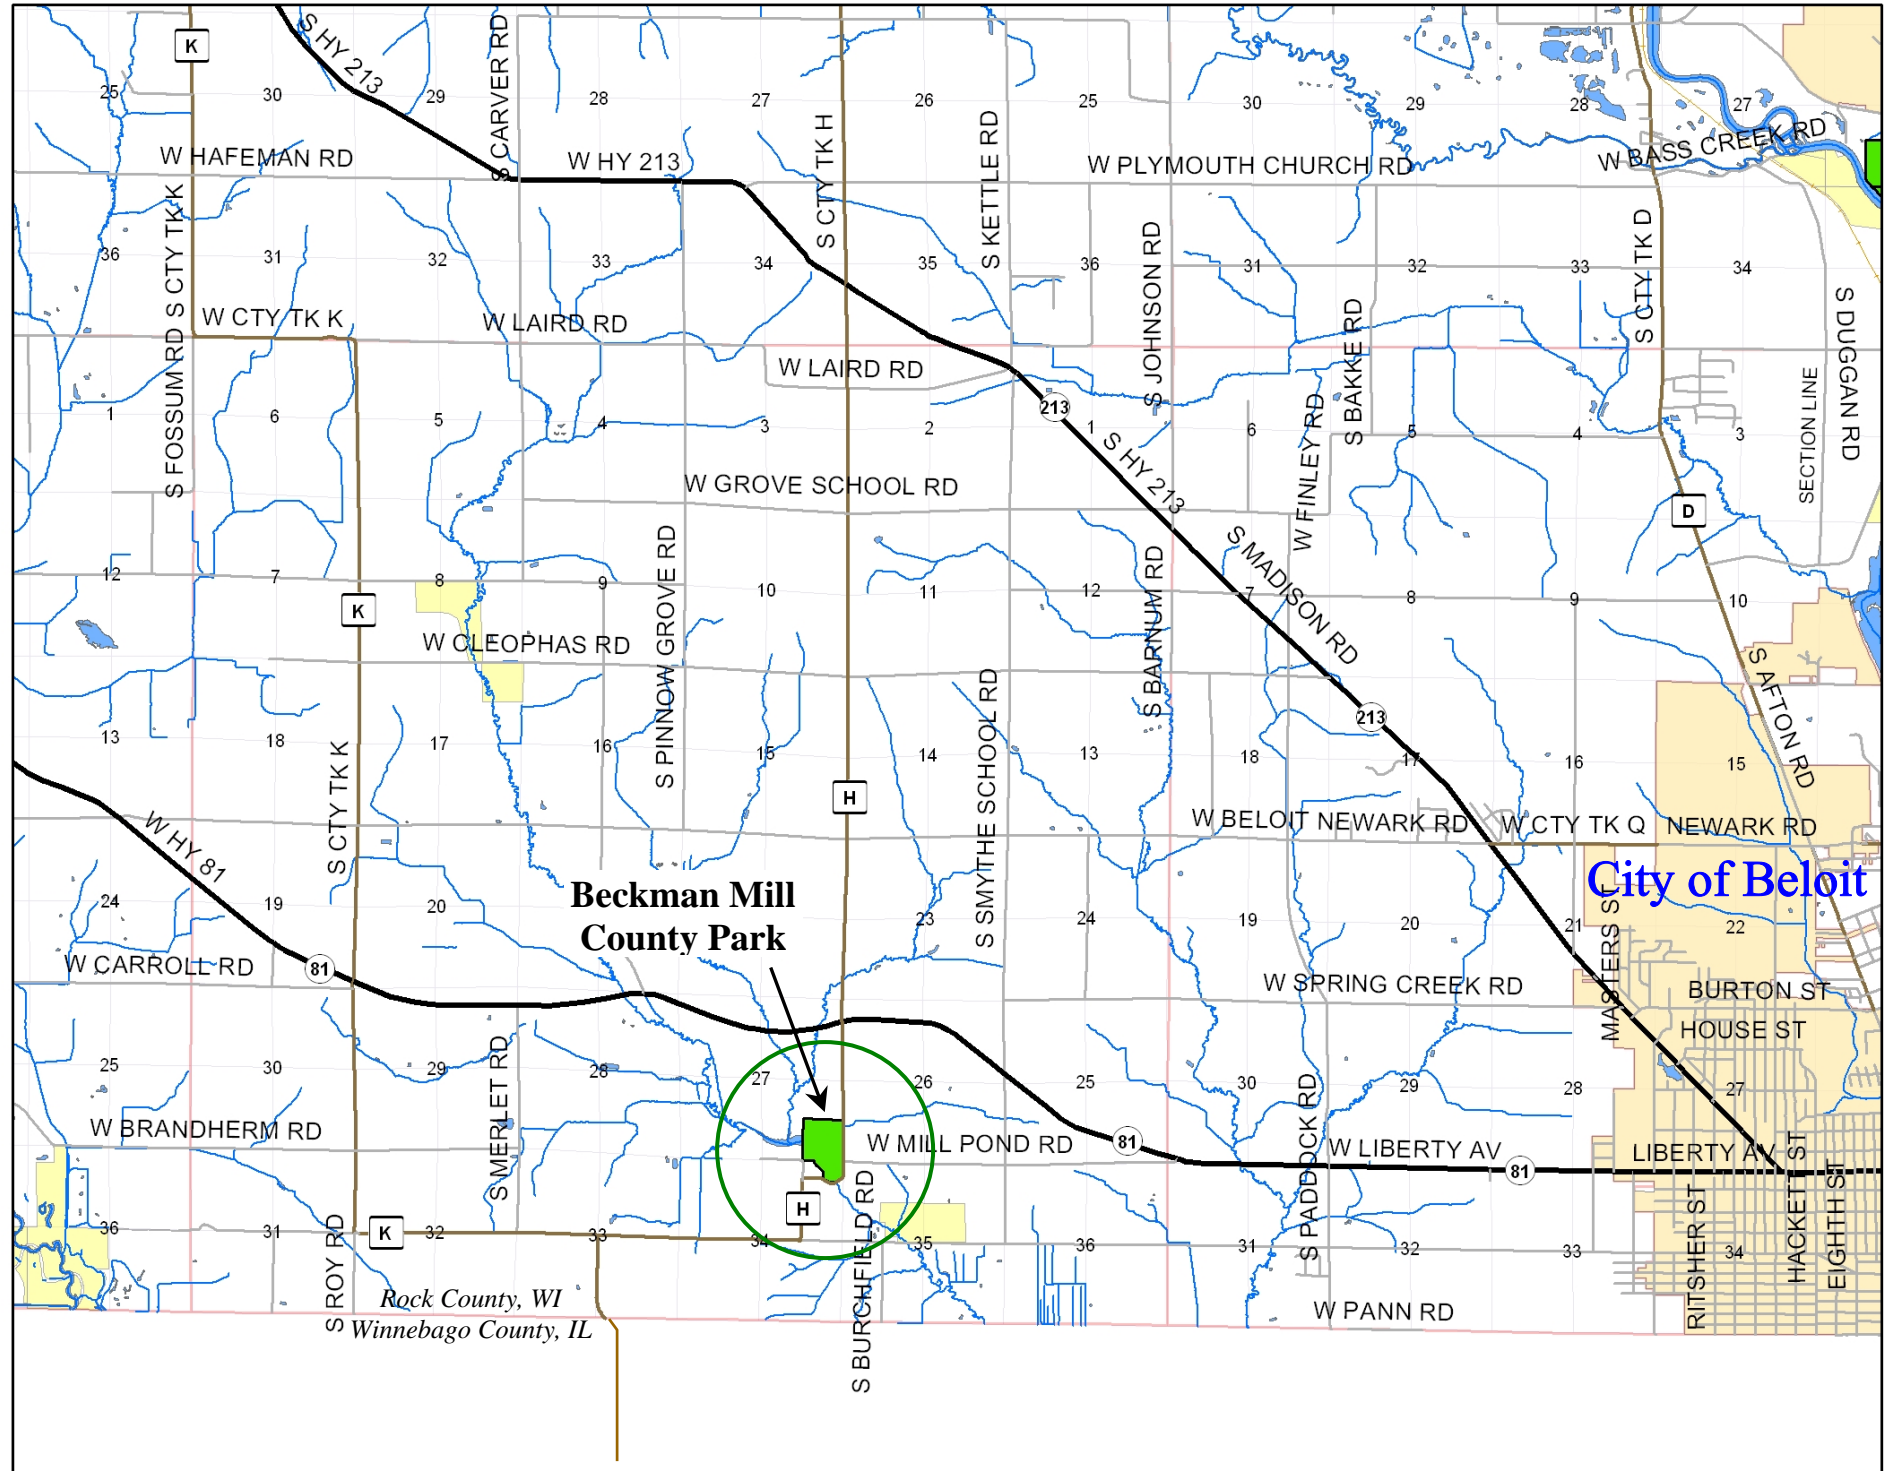 K
S HY 213
S CARVER RD
25
30
29
28
27
26
25
30
29
28
27
S CTY TK H
S KETTLE RD
W HAFEMAN RD
W HY 213
W PLYMOUTH CHURCH RD
W BASS CREEK RD
S FOSSUM RD
S CTY TK K
36
31
32
33
34
35
36
31
32
33
34
S JOHNSON RD
S CTY TK D
S BAKKE RD
S DUGGAN RD
W CTY TK K
W LAIRD RD
W LAIRD RD
SECTION LINE
213
1
6
5
4
3
2
1
6
5
4
3
W FINLEY RD
S HY 213
W GROVE SCHOOL RD
D
S MADISON RD
S PINNOW GROVE RD
S BARNUM RD
12
7
8
9
10
11
12
7
8
9
10
K
W CLEOPHAS RD
S AFTON RD
S SMYTHE SCHOOL RD
213
13
18
17
16
15
14
13
18
17
16
15
S CTY TK K
H
W HY 81
W BELOIT NEWARK RD
W CTY TK Q
NEWARK RD
City of Beloit
Beckman Mill
County Park
MASTERS ST
24
19
20
23
24
19
20
21
22
W CARROLL RD
81
W SPRING CREEK RD
BURTON ST
HOUSE ST
S MERLET RD
25
30
29
28
27
26
25
30
29
28
27
S PADDOCK RD
W BRANDHERM RD
W MILL POND RD
81
W LIBERTY AV
81
LIBERTY AV
HACKETT ST
EIGHTH ST
RITSHER ST
S BURCHFIELD RD
H
S ROY RD
K
36
31
32
33
34
35
36
31
32
33
34
Rock County, WI
Winnebago County, IL
W PANN RD